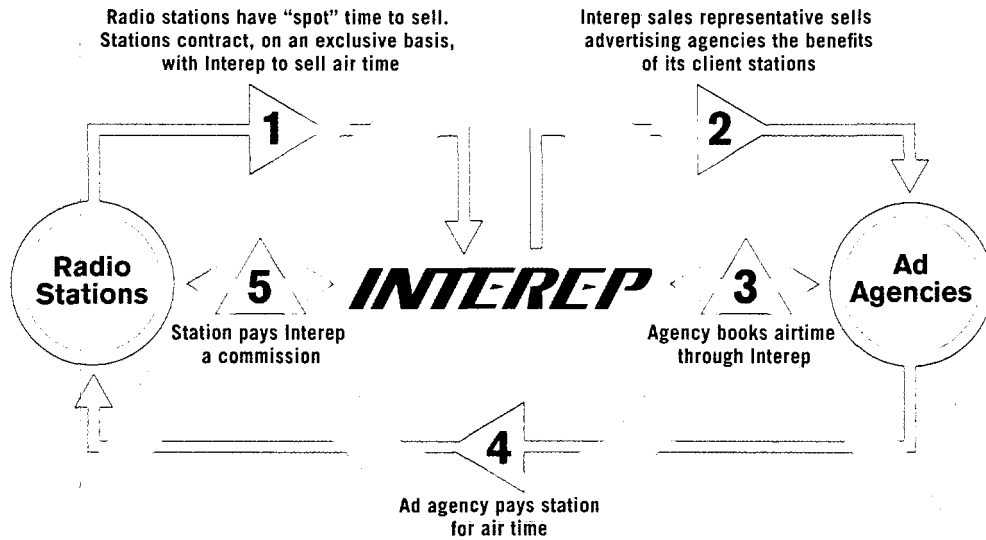 Radio stations have “spot” time to sell.
Stations contract, on an exclusive basis,
with Interep to sell air time
Interep sales representative sells
advertising agencies the benefits
of its client stations
1
2
Radio
Stations
5
INTEREP
3
Ad
Agencies
Station pays Interep
a commission
Agency books airtime
through Interep
4
Ad agency pays station
for air time